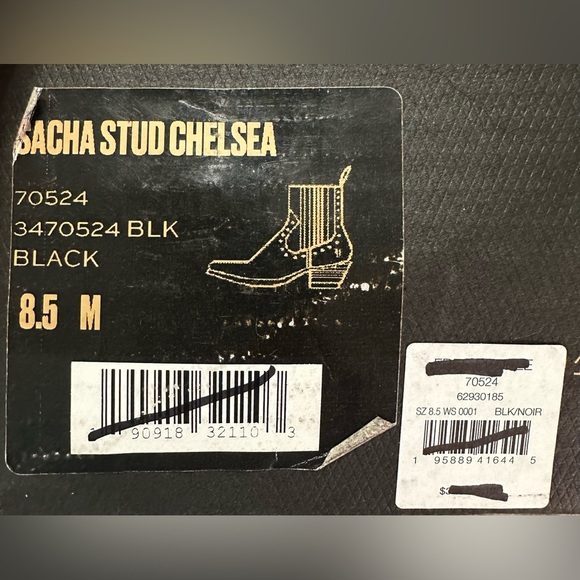 SACHA STUD CHELSEA
70524
3470524 BLK
BLACK
8.5 M
90918 32110 3
70524
62930185
SZ 8.5 WS 0001 BLK/NOIR
1 95889 41644 5